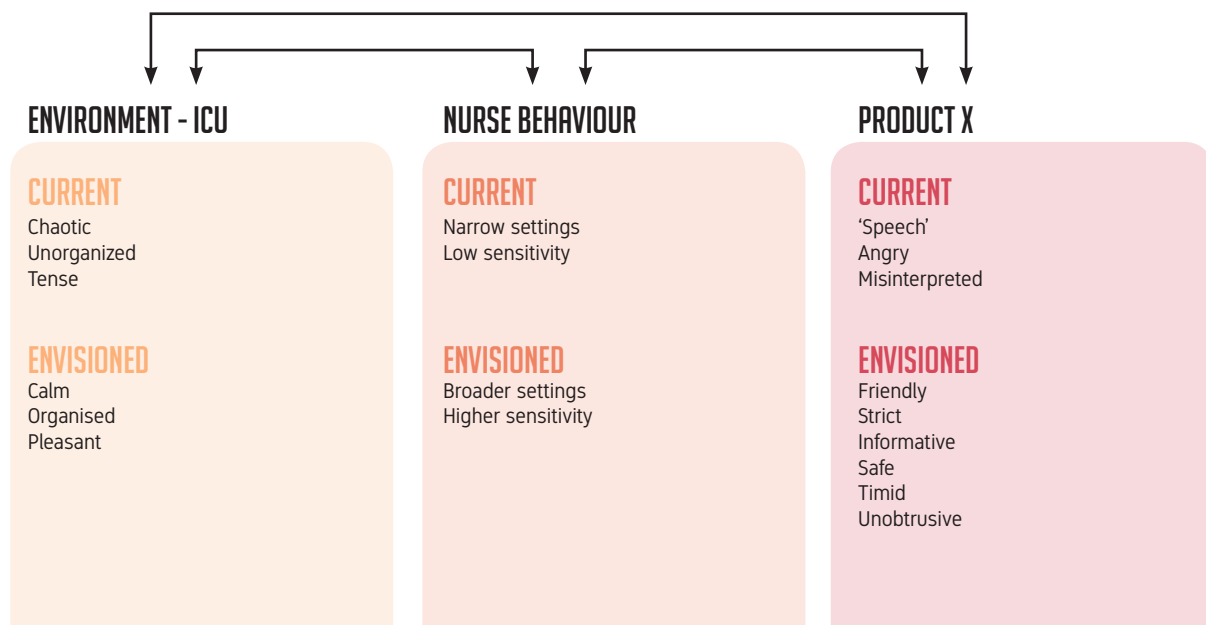 ENVIRONMENT - ICU
CURRENT
Chaotic
Unorganized
Tense
ENVISIONED
Calm
Organised
Pleasant
NURSE BEHAVIOUR
CURRENT
Narrow settings
Low sensitivity
ENVISIONED
Broader settings
Higher sensitivity
PRODUCT X
CURRENT
‘Speech’
Angry
Misinterpreted
ENVISIONED
Friendly
Strict
Informative
Safe
Timid
Unobtrusive